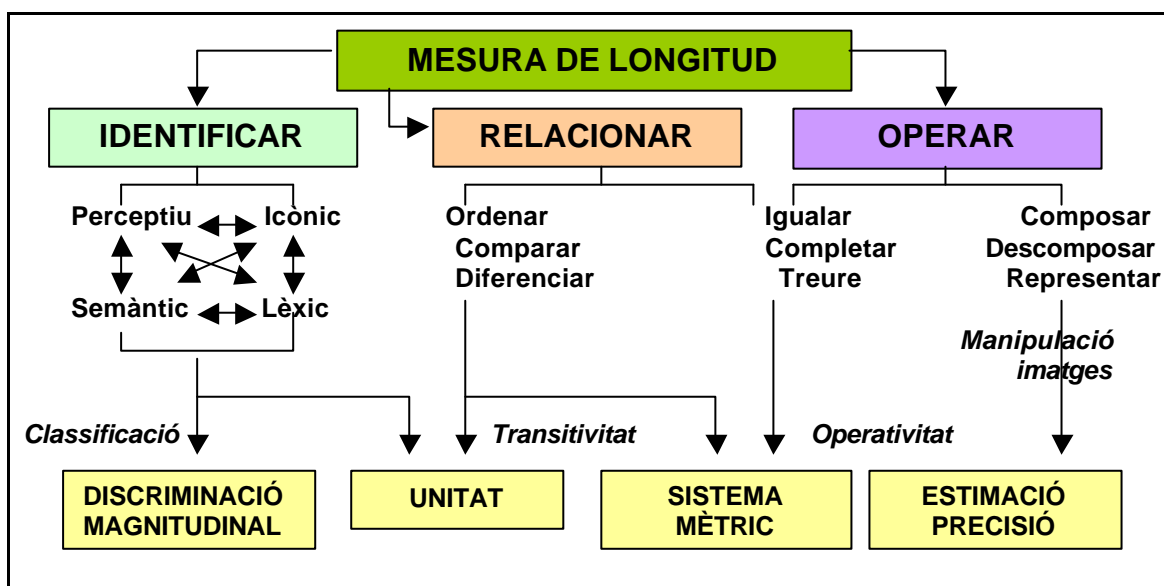 MESURA DE LONGITUD
IDENTIFICAR
RELACIONAR
OPERAR
Perceptiu
Icònic
Semàntic
Lèxic
Ordenar
Comparar
Diferenciar
Igualar
Completar
Treure
Composar
Descomposar
Representar
Manipulació
imatges
Classificació
Transitivitat
Operativitat
DISCRIMINACIÓ
MAGNITUDINAL
UNITAT
SISTEMA
MÈTRIC
ESTIMACIÓ
PRECISIÓ